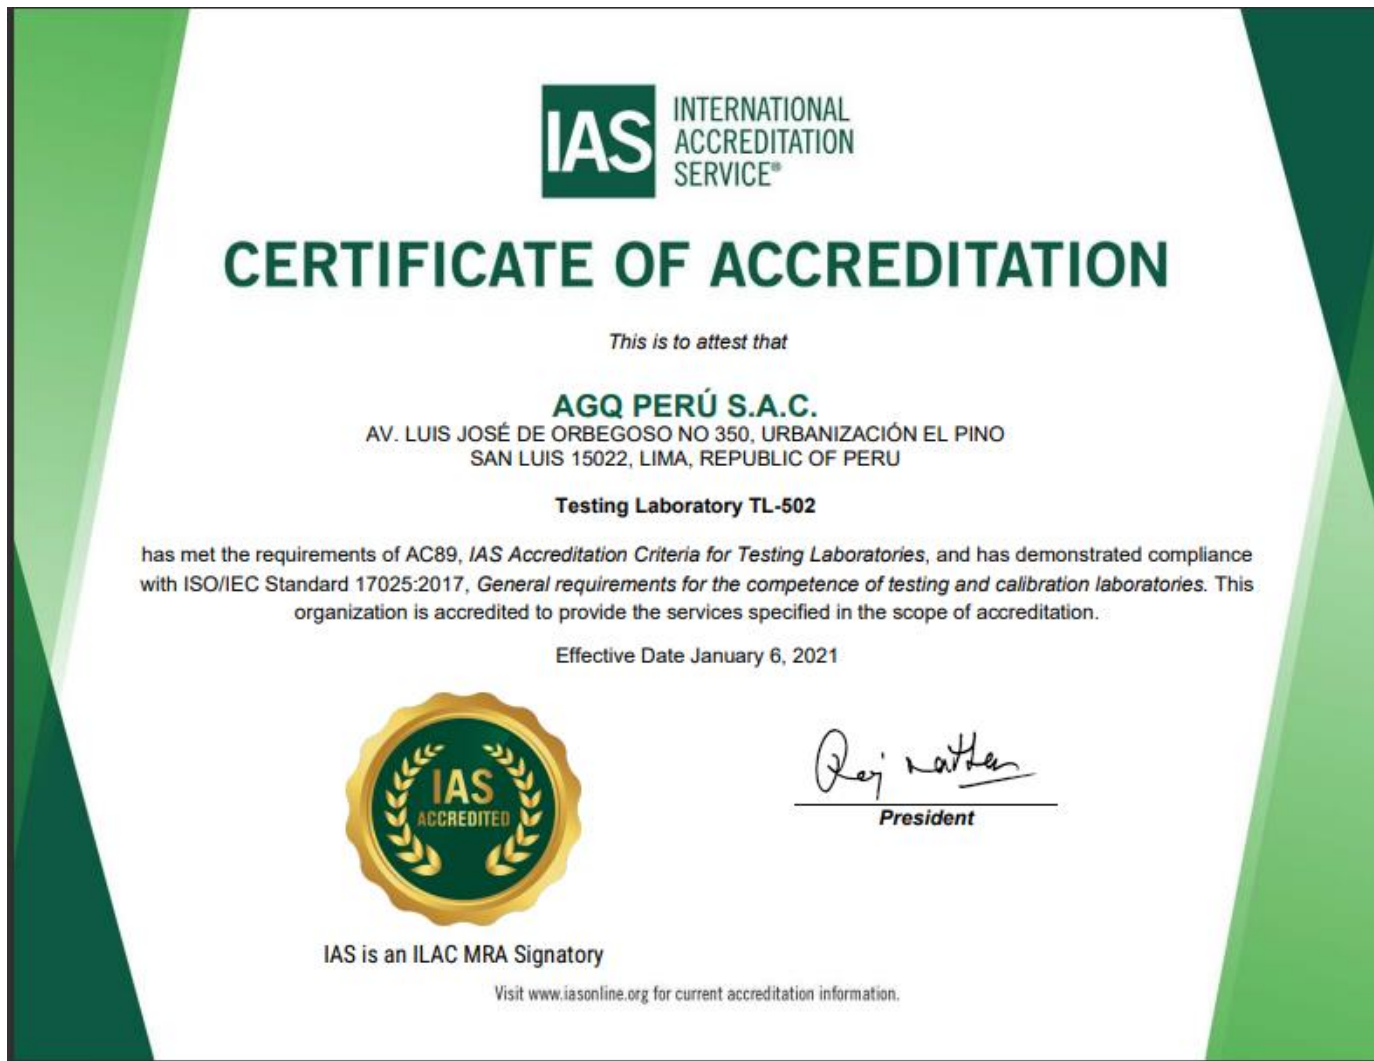 IAS
INTERNATIONAL
ACCREDITATION
SERVICE®
CERTIFICATE OF ACCREDITATION
This is to attest that
AGQ PERÚ S.A.C.
AV. LUIS JOSÉ DE ORBEGOSO NO 350, URBANIZACIÓN EL PINO
SAN LUIS 15022, LIMA, REPUBLIC OF PERU
Testing Laboratory TL-502
has met the requirements of AC89, IAS Accreditation Criteria for Testing Laboratories, and has demonstrated compliance
with ISO/IEC Standard 17025:2017, General requirements for the competence of testing and calibration laboratories. This
organization is accredited to provide the services specified in the scope of accreditation.
Effective Date January 6, 2021
IAS
ACCREDITED
President
IAS is an ILAC MRA Signatory
Visit www.iasonline.org for current accreditation information.